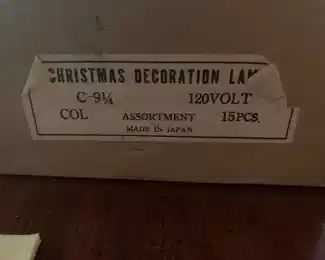 CHRISTMAS DECORATION LAM
C-9¼ 120VOLT
COL ASSORTMENT 15PCS.
MADE IN JAPAN